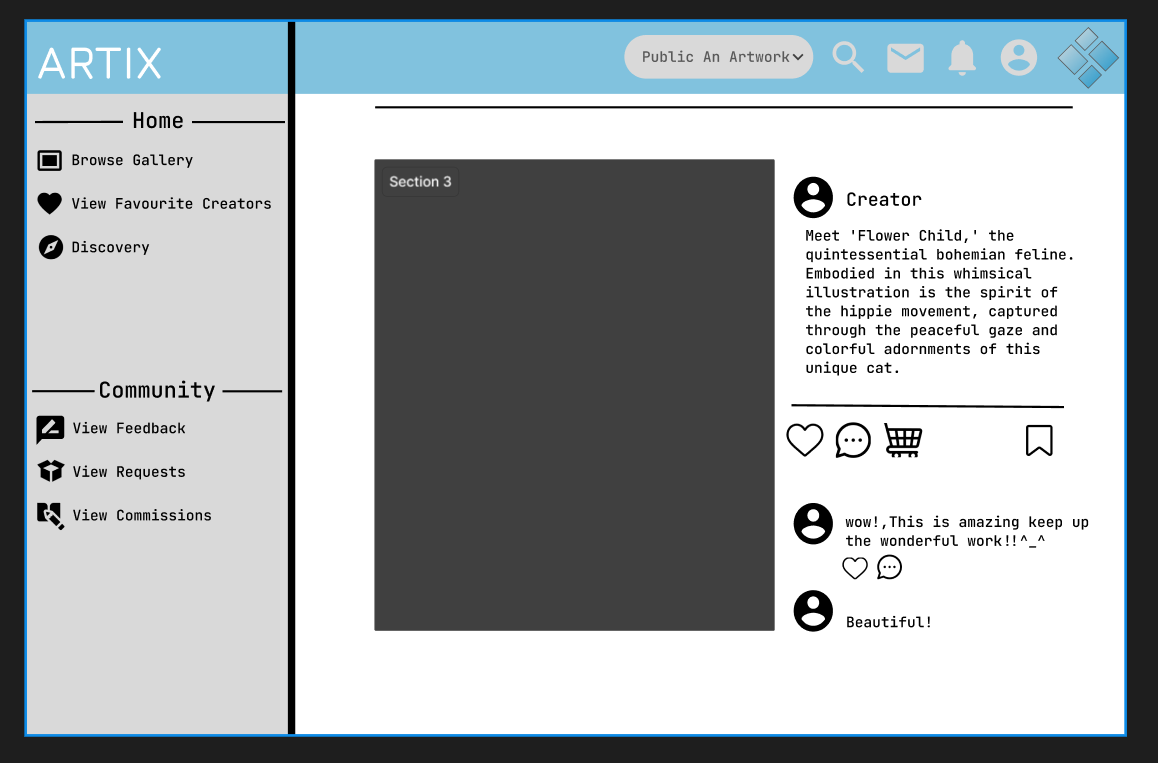 ARTIX
Public An Artwork
Home
Browse Gallery
View Favourite Creators
Discovery
Community
View Feedback
View Requests
View Commissions
Section 3
Creator
Meet 'Flower Child,' the
quintessential bohemian feline.
Embodied in this whimsical
illustration is the spirit of
the hippie movement, captured
through the peaceful gaze and
colorful adornments of this
unique cat.
wow!,This is amazing keep up
the wonderful work!!^_^
Beautiful!